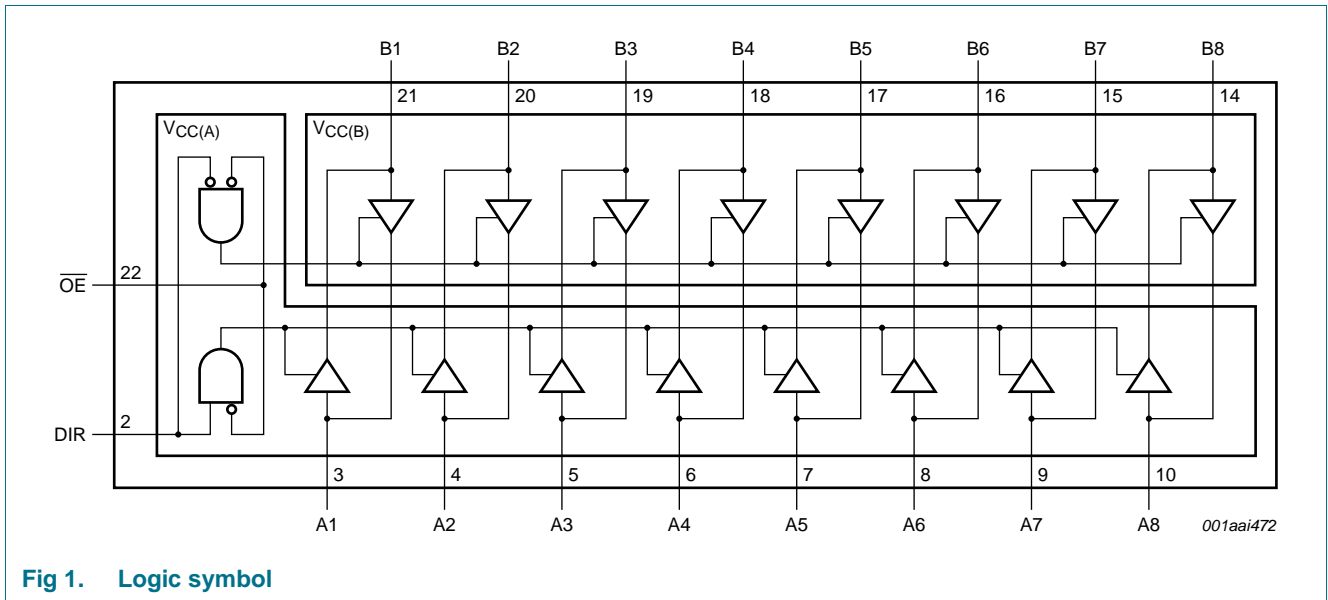 B1 B2 B3 B4 B5 B6 B7 B8
21 20 19 18 17 16 15 14
VCC(A) VCC(B)
OE 22
DIR 2
3 4 5 6 7 8 9 10
A1 A2 A3 A4 A5 A6 A7 A8 001aai472
Fig 1. Logic symbol